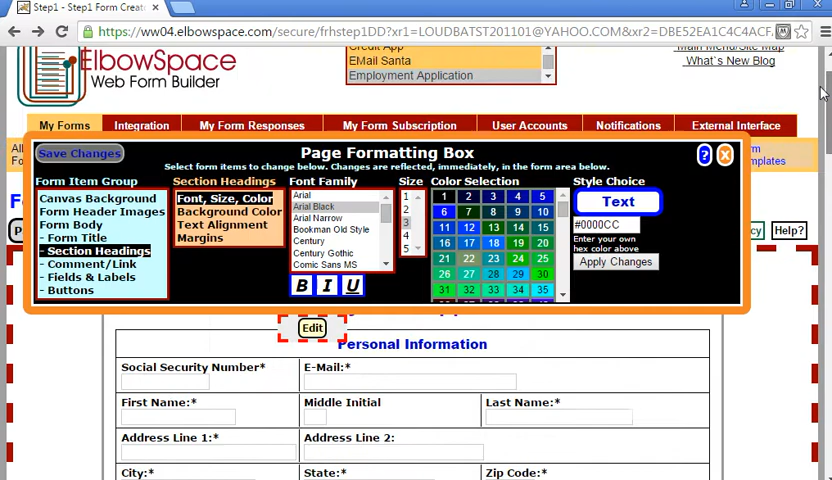 Step1 - Step1 Form Creato ×
https://ww04.elbowspace.com/secure/frhstep1DD?xr1=LOUDBATST201101@YAHOO.COM&xr2=DBE52EA1C4C4ACF.
ElbowSpace
Web Form Builder
Credit App
EMail Santa
Employment Application
Main Menu/Site Map
What`s New Blog
My Forms Integration My Form Responses My Form Subscription User Accounts Notifications External Interface
Save Changes Page Formatting Box ? X
Select form items to change below. Changes are reflected, immediately, in the form area below.
Form Item Group
Canvas Background
Form Header Images
Form Body
- Form Title
- Section Headings
- Comment/Link
- Fields & Labels
- Buttons
Section Headings
Font, Size, Color
Background Color
Text Alignment
Margins
Font Family
Arial
Arial Black
Arial Narrow
Bookman Old Style
Century
Century Gothic
Comic Sans MS
B I U
Size
1
2
3
4
5
Color Selection
1 2 3 4 5
6 7 8 9 10
11 12 13 14 15
16 17 18 19 20
21 22 23 24 25
26 27 28 29 30
31 32 33 34 35
Style Choice
Text
#0000CC
Enter your own
hex color above
Apply Changes
Form
Templates
Help?
Edit
Personal Information
Social Security Number* E-Mail:*
First Name:* Middle Initial Last Name:*
Address Line 1:* Address Line 2:
City:* State:* Zip Code:*